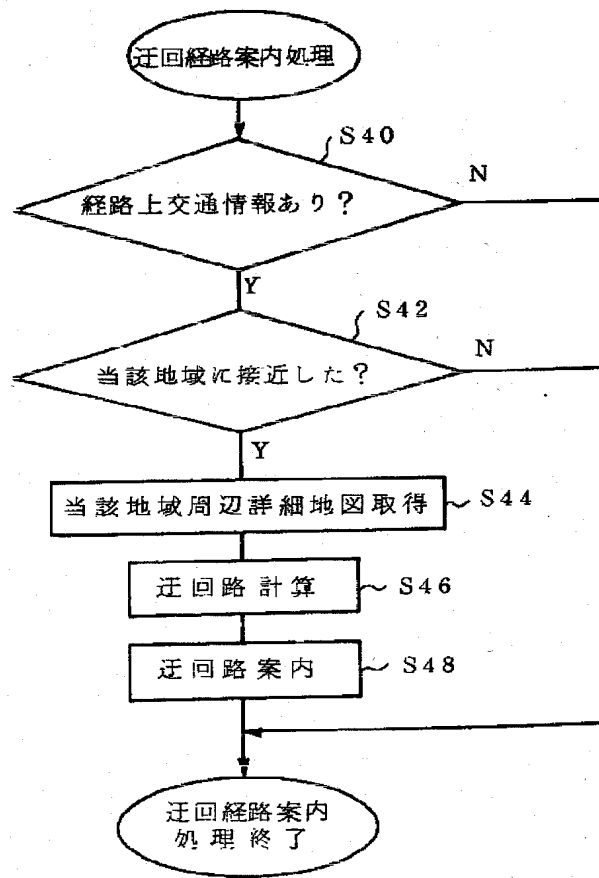 迂回経路案内処理
S40
N
経路上交通情報あり？
Y
S42
N
当該地域に接近した？
Y
当該地域周辺詳細地図取得
S44
迂回路計算
S46
迂回路案内
S48
迂回経路案内
処理終了